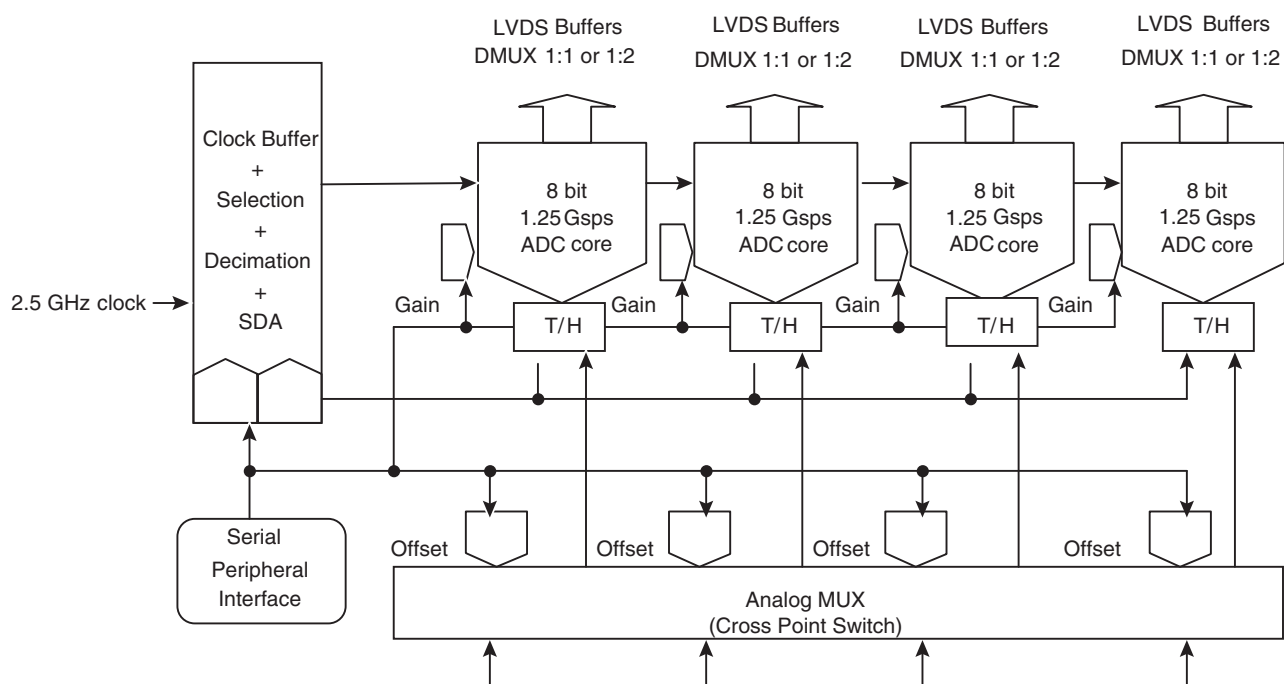 LVDS Buffers
DMUX 1:1 or 1:2
LVDS Buffers
DMUX 1:1 or 1:2
LVDS Buffers
DMUX 1:1 or 1:2
LVDS Buffers
DMUX 1:1 or 1:2
Clock Buffer
+
Selection
+
Decimation
+
SDA
8 bit
1.25 Gsps
ADC core
8 bit
1.25 Gsps
ADC core
8 bit
1.25 Gsps
ADC core
8 bit
1.25 Gsps
ADC core
2.5 GHz clock
Gain
T/H
Gain
T/H
Gain
T/H
Gain
T/H
Serial
Peripheral
Interface
Offset
Offset
Offset
Offset
Analog MUX
(Cross Point Switch)